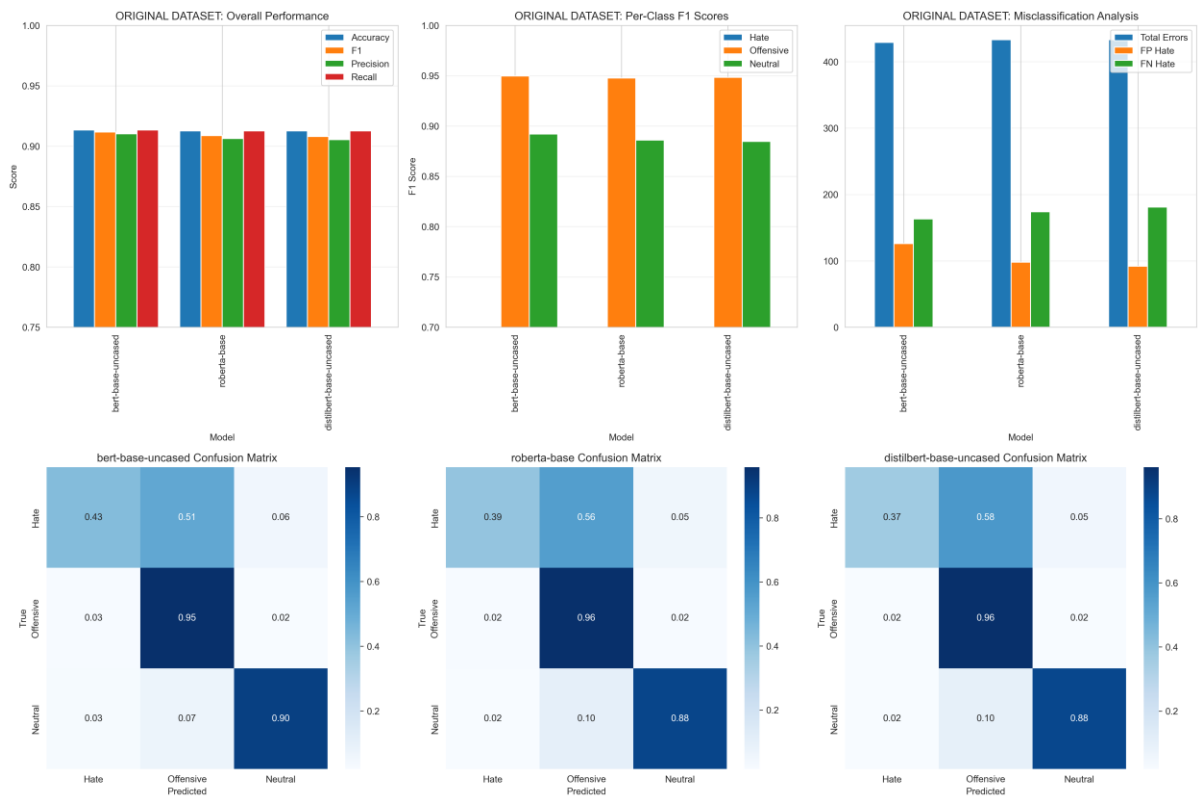 ORIGINAL DATASET: Overall Performance
1.00
0.95
0.90
0.85
0.80
0.75
Score
Accuracy
F1
Precision
Recall
bert-base-uncased
roberta-base
distilbert-base-uncased
Model
ORIGINAL DATASET: Per-Class F1 Scores
1.00
0.95
0.90
0.85
0.80
0.75
0.70
F1 Score
Hate
Offensive
Neutral
bert-base-uncased
roberta-base
distilbert-base-uncased
Model
ORIGINAL DATASET: Misclassification Analysis
400
300
200
100
0
Total Errors
FP Hate
FN Hate
bert-base-uncased
roberta-base
distilbert-base-uncased
Model
bert-base-uncased Confusion Matrix
True
Hate
Offensive
Neutral
0.43 0.51 0.06
0.03 0.95 0.02
0.03 0.07 0.90
Hate Offensive Neutral
Predicted
0.8
0.6
0.4
0.2
roberta-base Confusion Matrix
True
Hate
Offensive
Neutral
0.39 0.56 0.05
0.02 0.96 0.02
0.02 0.10 0.88
Hate Offensive Neutral
Predicted
0.8
0.6
0.4
0.2
distilbert-base-uncased Confusion Matrix
True
Hate
Offensive
Neutral
0.37 0.58 0.05
0.02 0.96 0.02
0.02 0.10 0.88
Hate Offensive Neutral
Predicted
0.8
0.6
0.4
0.2